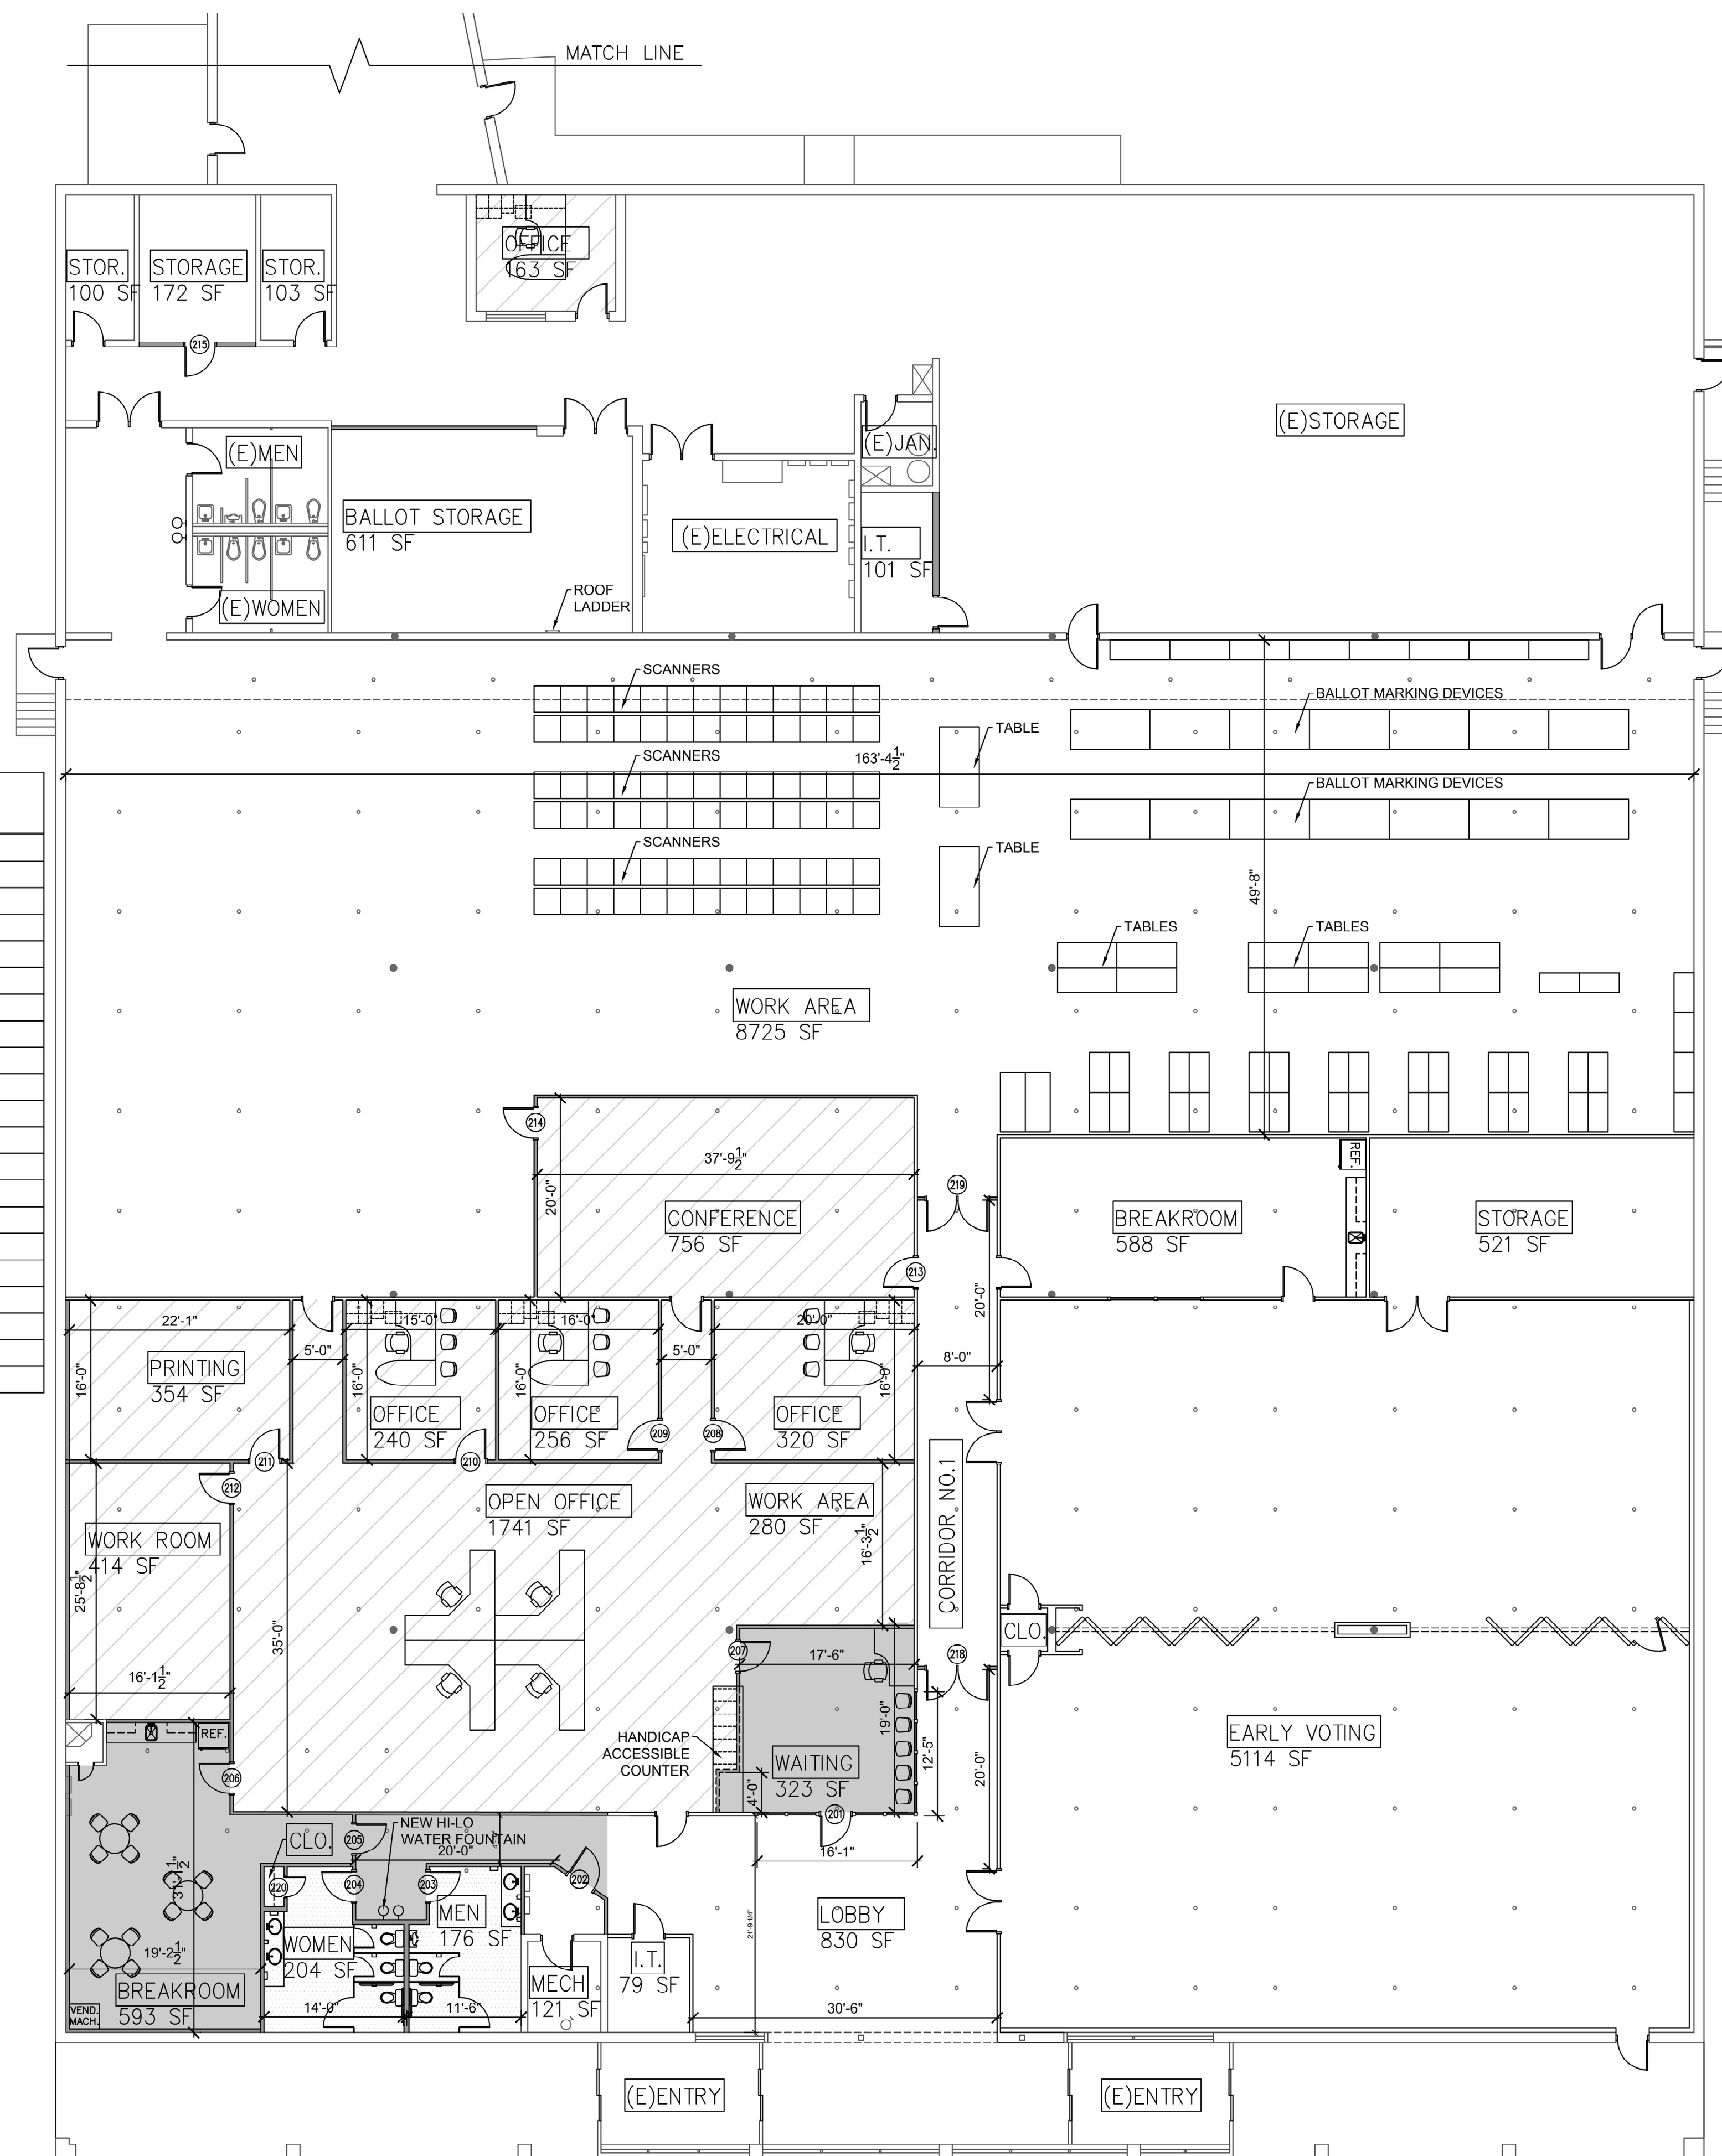 MATCH LINE
OFFICE
163 SF
STOR.
100 SF
STORAGE
172 SF
STOR.
103 SF
215
(E)STORAGE
(E)MEN
(E)JAN.
BALLOT STORAGE
611 SF
(E)ELECTRICAL
I.T.
101 SF
(E)WOMEN
ROOF
LADDER
SCANNERS
BALLOT MARKING DEVICES
TABLE
SCANNERS
163'-4 1/2"
BALLOT MARKING DEVICES
SCANNERS
TABLE
49'-8"
TABLES
TABLES
WORK AREA
8725 SF
214
37'-9 1/2"
20'-0"
CONFERENCE
756 SF
219
213
REF.
BREAKROOM
588 SF
STORAGE
521 SF
22'-1"
15'-0"
16'-0"
20'-0"
20'-0"
5'-0"
5'-0"
8'-0"
16'-0"
PRINTING
354 SF
16'-0"
16'-0"
16'-0"
OFFICE
240 SF
OFFICE
256 SF
OFFICE
320 SF
209
208
211
210
212
OPEN OFFICE
1741 SF
WORK AREA
280 SF
16'-3 1/2"
CORRIDOR NO.1
WORK ROOM
414 SF
25'-8 1/2"
35'-0"
16'-1 1/2"
CLO.
207
17'-6"
218
19'-0"
12'-5"
20'-0"
EARLY VOTING
5114 SF
REF.
HANDICAP
ACCESSIBLE
COUNTER
WAITING
323 SF
4'-0"
206
201
16'-1"
CLO.
205
NEW HI-LO
WATER FOUNTAIN
20'-0"
202
220
204
203
31'-1 1/2"
MEN
176 SF
LOBBY
830 SF
21'-9 1/4"
WOMEN
204 SF
19'-2 1/2"
BREAKROOM
593 SF
VEND.
MACH.
MECH
121 SF
I.T.
79 SF
14'-0"
11'-6"
30'-6"
(E)ENTRY
(E)ENTRY